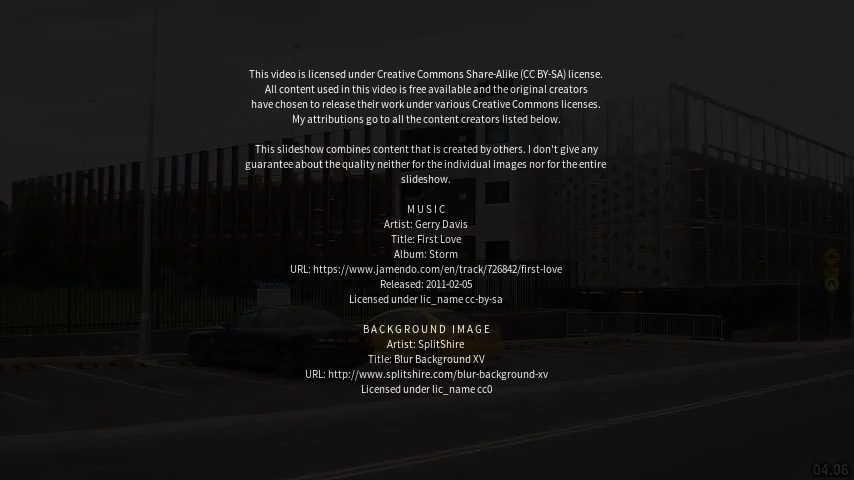 This video is licensed under Creative Commons Share-Alike (CC BY-SA) license.
All content used in this video is free available and the original creators
have chosen to release their work under various Creative Commons licenses.
My attributions go to all the content creators listed below.
This slideshow combines content that is created by others. I don't give any
guarantee about the quality neither for the individual images nor for the entire
slideshow.
MUSIC
Artist: Gerry Davis
Title: First Love
Album: Storm
URL: https://www.jamendo.com/en/track/726842/first-love
Released: 2011-02-05
Licensed under lic_name cc-by-sa
BACKGROUND IMAGE
Artist: SplitShire
Title: Blur Background XV
URL: http://www.splitshire.com/blur-background-xv
Licensed under lic_name cc0
04.06